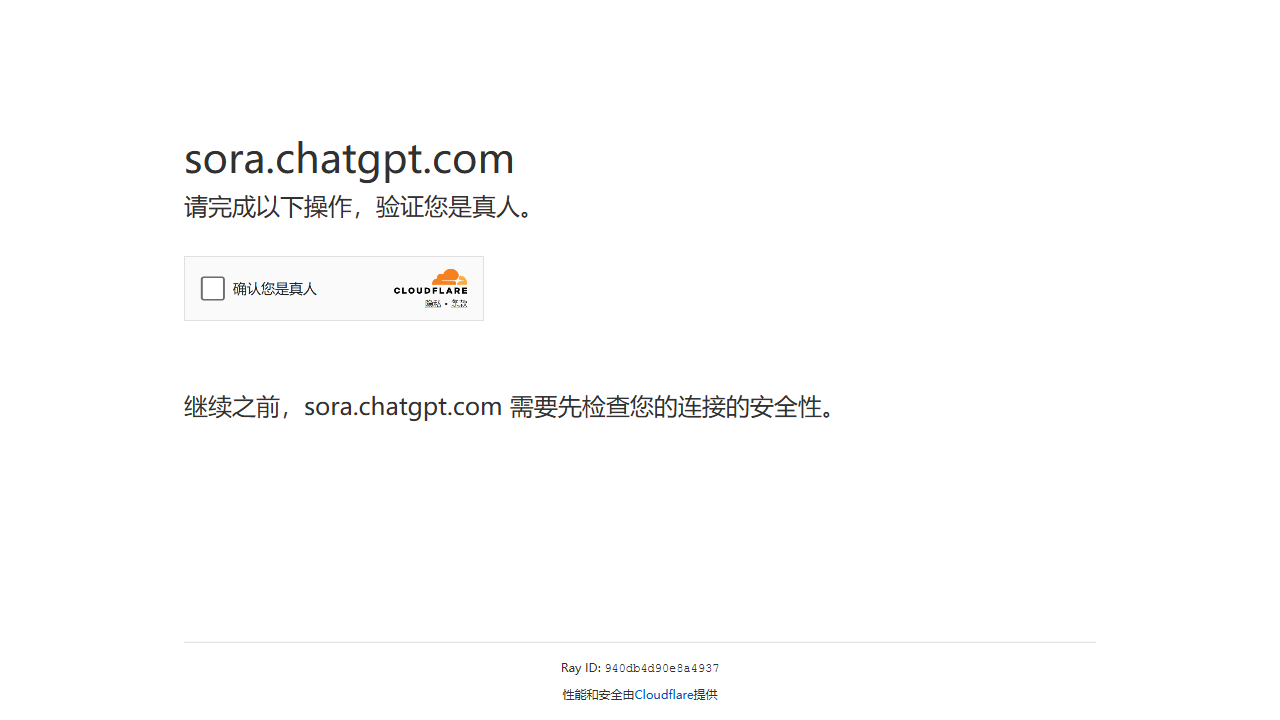 sora.chatgpt.com
请完成以下操作，验证您是真人。
确认您是真人
CLOUDFLARE
隐私 • 条款
继续之前，sora.chatgpt.com 需要先检查您的连接的安全性。
Ray ID: 940db4d90e8a4937
性能和安全由Cloudflare提供